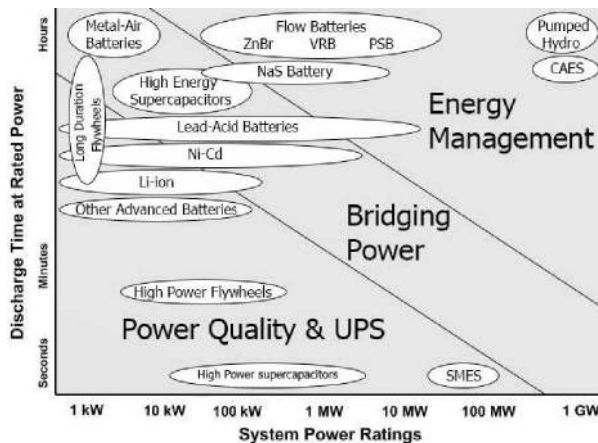 Hours
Metal-Air
Batteries
Flow Batteries
ZnBr VRB PSB
Pumped
Hydro
NaS Battery
CAES
High Energy
Supercapacitors
Energy
Management
Long Duration
Flywheels
Lead-Acid Batteries
Ni-Cd
Li-ion
Other Advanced Batteries
Bridging
Power
Discharge Time at Rated Power
Minutes
High Power Flywheels
Power Quality & UPS
Seconds
High Power supercapacitors
SMES
1 kW 10 kW 100 kW 1 MW 10 MW 100 MW 1 GW
System Power Ratings